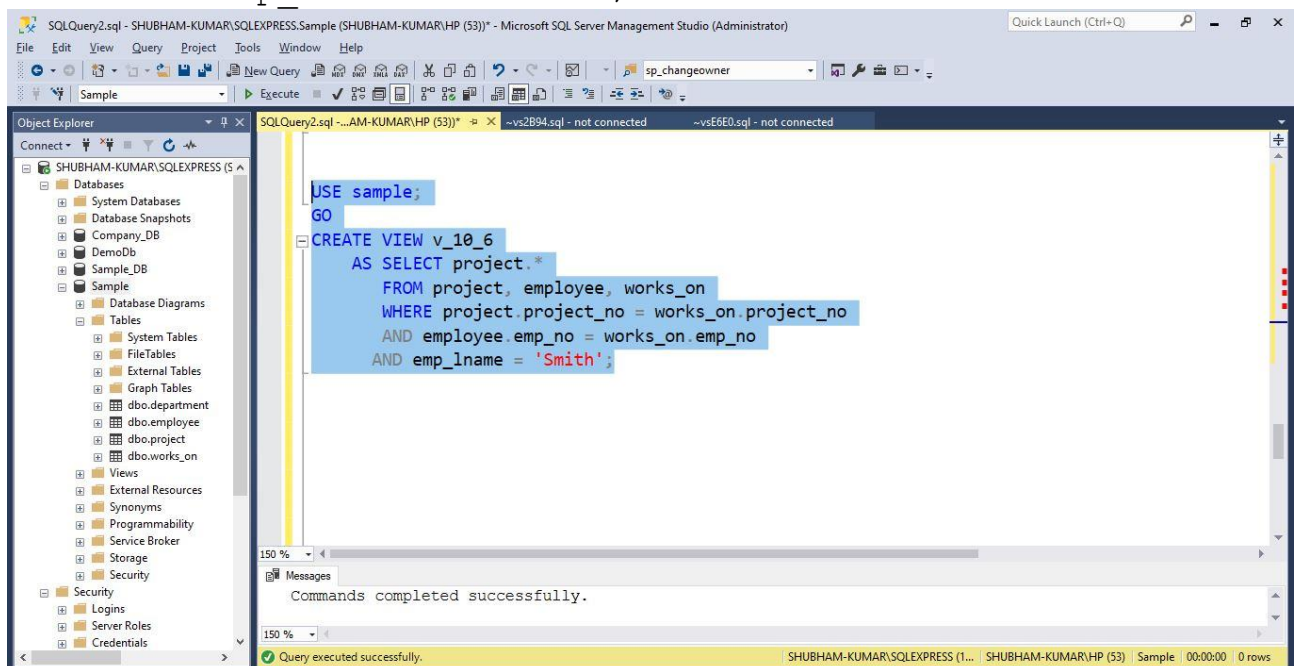 SQLQuery2.sql - SHUBHAM-KUMAR\SQLEXPRESS.Sample (SHUBHAM-KUMAR\HP (53))* - Microsoft SQL Server Management Studio (Administrator)
Quick Launch (Ctrl+Q)
File Edit View Query Project Tools Window Help
New Query
sp_changeowner
Sample
Execute
Object Explorer
SQLQuery2.sql -...AM-KUMAR\HP (53))*
~vs2B94.sql - not connected
~vsE6E0.sql - not connected
Connect
SHUBHAM-KUMAR\SQLEXPRESS (S
Databases
System Databases
Database Snapshots
Company_DB
DemoDb
Sample_DB
Sample
Database Diagrams
Tables
System Tables
FileTables
External Tables
Graph Tables
dbo.department
dbo.employee
dbo.project
dbo.works_on
Views
External Resources
Synonyms
Programmability
Service Broker
Storage
Security
Security
Logins
Server Roles
Credentials
USE sample;
GO
CREATE VIEW v_10_6
AS SELECT project.*
FROM project, employee, works_on
WHERE project.project_no = works_on.project_no
AND employee.emp_no = works_on.emp_no
AND emp_lname = 'Smith';
150 %
Messages
Commands completed successfully.
150 %
Query executed successfully.
SHUBHAM-KUMAR\SQLEXPRESS (1... SHUBHAM-KUMAR\HP (53) Sample 00:00:00 0 rows